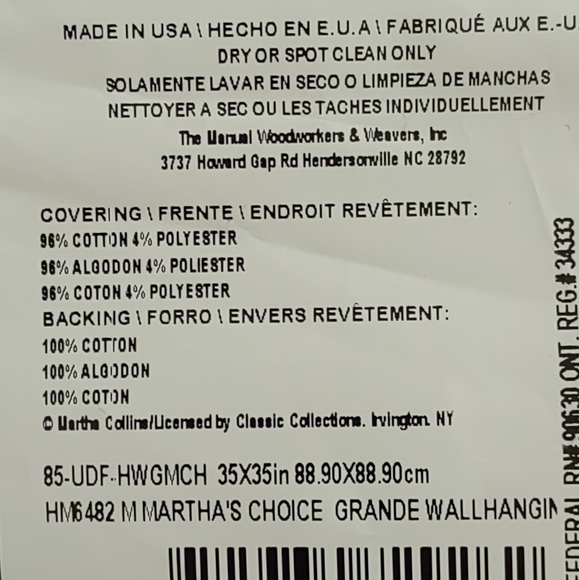 MADE IN USA \ HECHO EN E.U.A \ FABRIQUÉ AUX E.-U.
DRY OR SPOT CLEAN ONLY
SOLAMENTE LAVAR EN SECO O LIMPIEZA DE MANCHAS
NETTOYER A SEC OU LES TACHES INDIVIDUELLEMENT
The Manual Woodworkers & Weavers, Inc
3737 Howard Gap Rd Hendersonville NC 28792
COVERING \ FRENTE \ ENDROIT REVÊTEMENT:
96% COTTON 4% POLYESTER
96% ALGODON 4% POLIESTER
96% COTON 4% POLYESTER
BACKING \ FORRO \ ENVERS REVÊTEMENT:
100% COTTON
100% ALGODON
100% COTON
© Martha Collins/Licensed by Classic Collections. Irvington. NY
85-UDF-HWGMCH 35X35in 88.90X88.90cm
HM6482 M MARTHA'S CHOICE GRANDE WALLHANGIN
FEDERAL RN# 90630 ONT. REG.# 34333